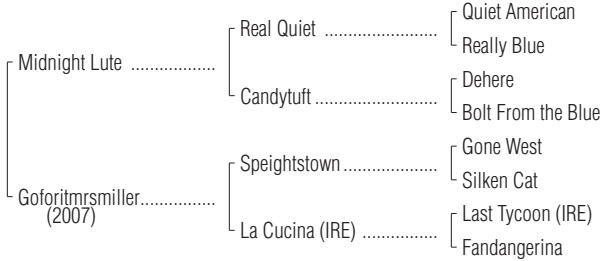 Quiet American
Real Quiet ........................
Really Blue
Midnight Lute ..................
Dehere
Candytuft ..........................
Bolt From the Blue
Gone West
Speightstown ....................
Silken Cat
Goforitmrsmiller................
(2007)
Last Tycoon (IRE)
La Cucina (IRE) ................
Fandangerina